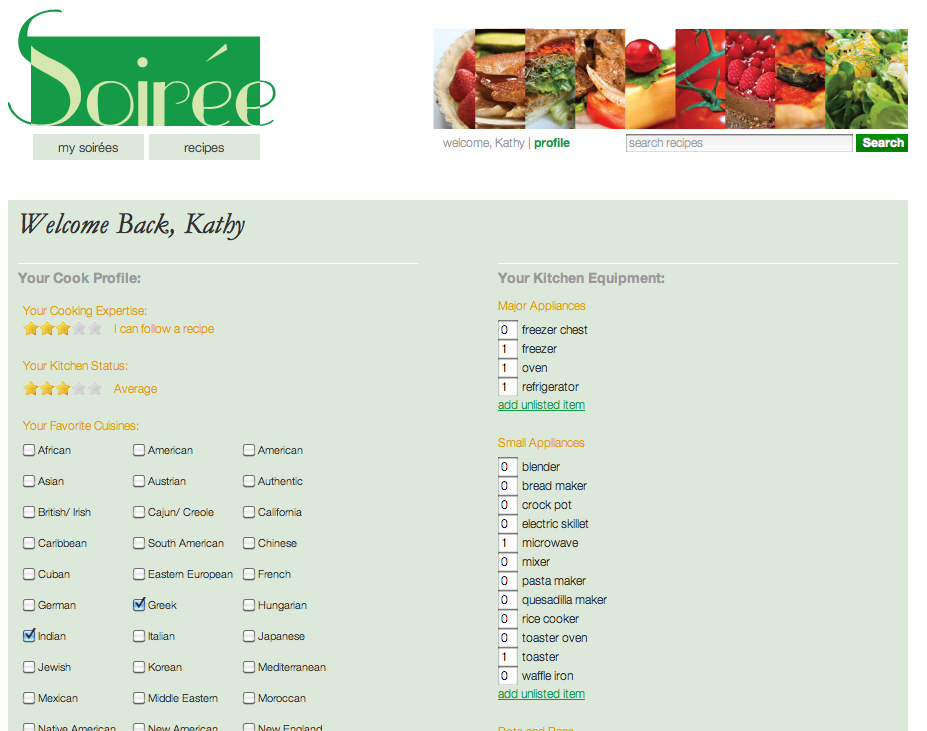 Soirée
my soirées recipes
welcome, Kathy | profile
search recipes Search
Welcome Back, Kathy
Your Cook Profile:
Your Cooking Expertise:
I can follow a recipe
Your Kitchen Status:
Average
Your Favorite Cuisines:
African American American
Asian Austrian Authentic
British/ Irish Cajun/ Creole California
Caribbean South American Chinese
Cuban Eastern European French
German Greek Hungarian
Indian Italian Japanese
Jewish Korean Mediterranean
Mexican Middle Eastern Moroccan
Native American New American New England
Your Kitchen Equipment:
Major Appliances
0 freezer chest
1 freezer
1 oven
1 refrigerator
add unlisted item
Small Appliances
0 blender
0 bread maker
0 crock pot
0 electric skillet
1 microwave
0 mixer
0 pasta maker
0 quesadilla maker
0 rice cooker
0 toaster oven
1 toaster
0 waffle iron
add unlisted item
Pots and Pans